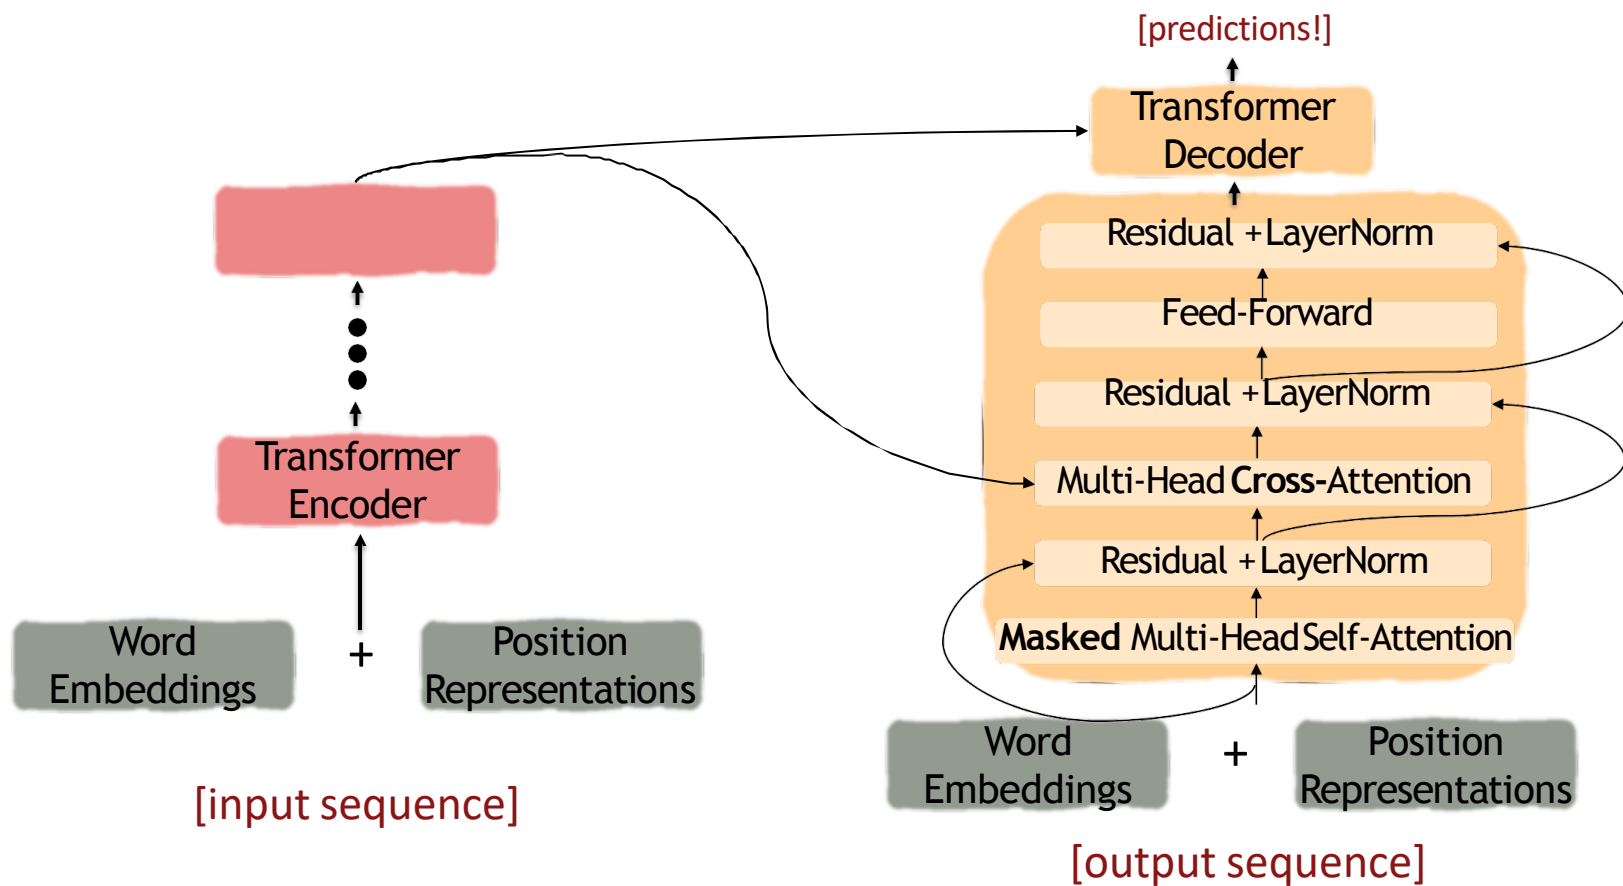 [predictions!]
Transformer
Decoder
Residual +LayerNorm
Feed-Forward
Residual +LayerNorm
Multi-Head Cross-Attention
Residual +LayerNorm
Masked Multi-Head Self-Attention
Word
Embeddings
+
Position
Representations
[output sequence]
Transformer
Encoder
Word
Embeddings
+
Position
Representations
[input sequence]